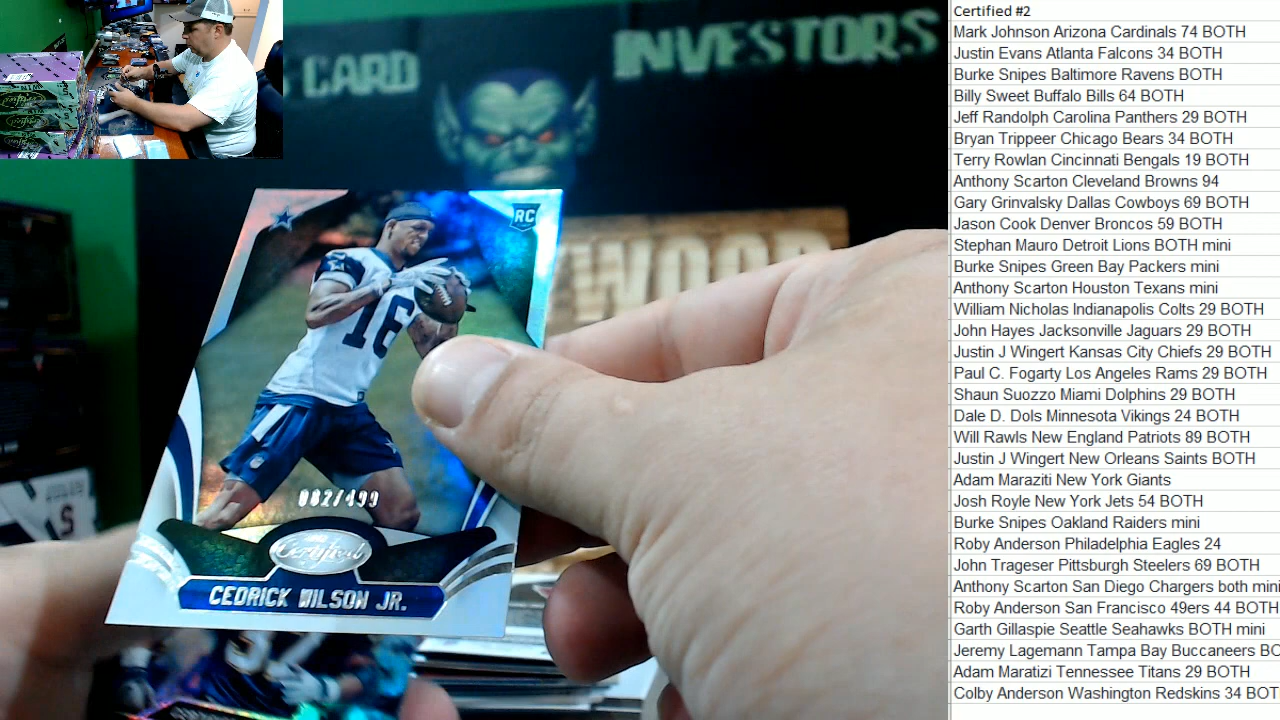 CARD INVESTORS
WOOD
RC
16
082/499
Certified
CEDRICK WILSON JR.
S
Certified #2
Mark Johnson Arizona Cardinals 74 BOTH
Justin Evans Atlanta Falcons 34 BOTH
Burke Snipes Baltimore Ravens BOTH
Billy Sweet Buffalo Bills 64 BOTH
Jeff Randolph Carolina Panthers 29 BOTH
Bryan Trippeer Chicago Bears 34 BOTH
Terry Rowlan Cincinnati Bengals 19 BOTH
Anthony Scarton Cleveland Browns 94
Gary Grinvalsky Dallas Cowboys 69 BOTH
Jason Cook Denver Broncos 59 BOTH
Stephan Mauro Detroit Lions BOTH mini
Burke Snipes Green Bay Packers mini
Anthony Scarton Houston Texans mini
William Nicholas Indianapolis Colts 29 BOTH
John Hayes Jacksonville Jaguars 29 BOTH
Justin J Wingert Kansas City Chiefs 29 BOTH
Paul C. Fogarty Los Angeles Rams 29 BOTH
Shaun Suozzo Miami Dolphins 29 BOTH
Dale D. Dols Minnesota Vikings 24 BOTH
Will Rawls New England Patriots 89 BOTH
Justin J Wingert New Orleans Saints BOTH
Adam Maraziti New York Giants
Josh Royle New York Jets 54 BOTH
Burke Snipes Oakland Raiders mini
Roby Anderson Philadelphia Eagles 24
John Trageser Pittsburgh Steelers 69 BOTH
Anthony Scarton San Diego Chargers both mini
Roby Anderson San Francisco 49ers 44 BOTH
Garth Gillaspie Seattle Seahawks BOTH mini
Jeremy Lagemann Tampa Bay Buccaneers BO
Adam Maratizi Tennessee Titans 29 BOTH
Colby Anderson Washington Redskins 34 BOT